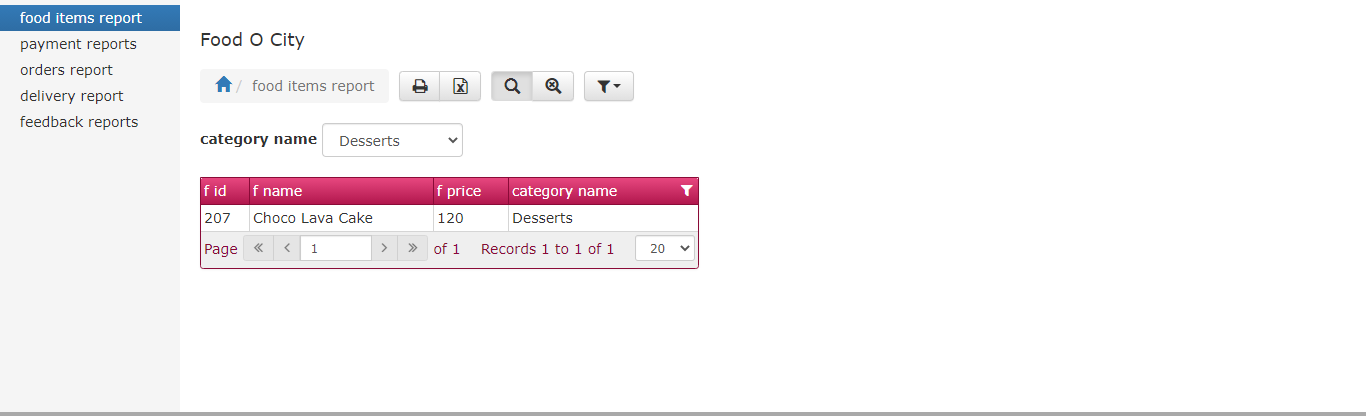 food items report
payment reports
orders report
delivery report
feedback reports
Food O City
/ food items report
category name Desserts
f id f name f price category name
207 Choco Lava Cake 120 Desserts
Page « ‹ 1 › » of 1 Records 1 to 1 of 1 20